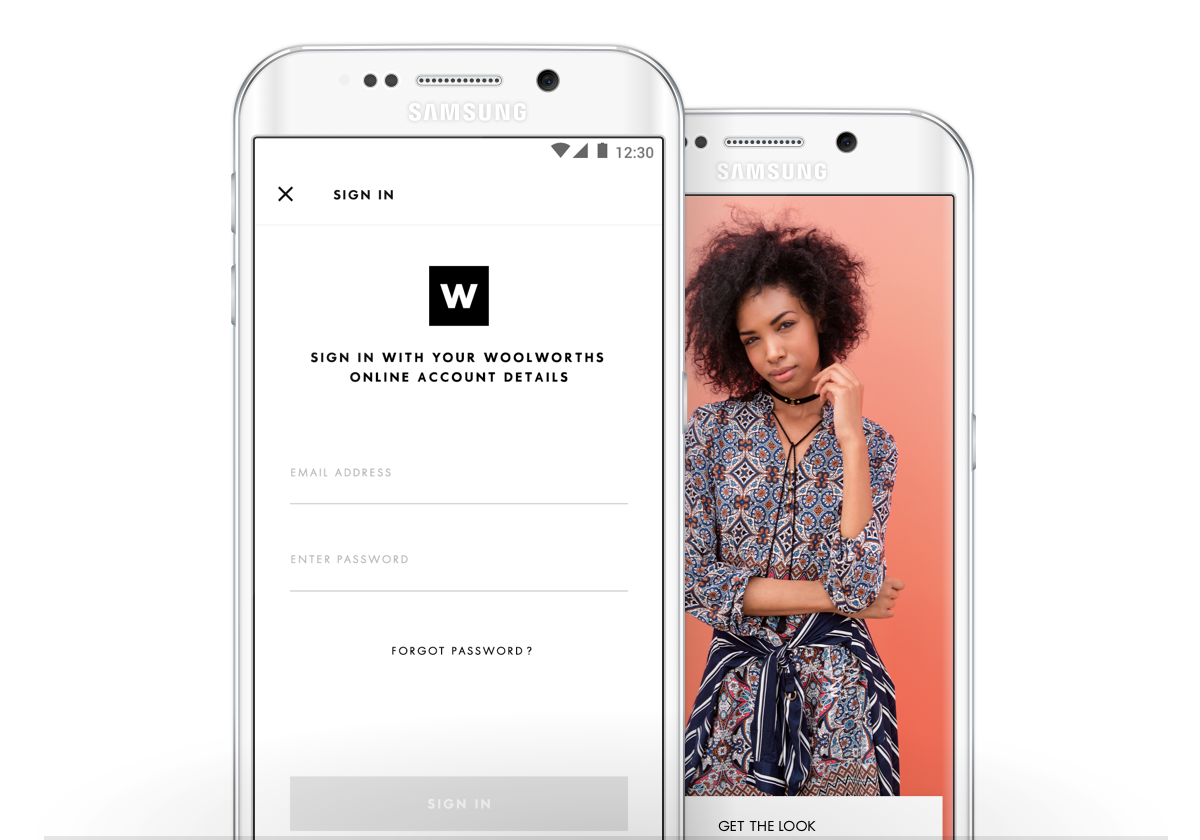 SAMSUNG
12:30
SIGN IN
W
SIGN IN WITH YOUR WOOLWORTHS
ONLINE ACCOUNT DETAILS
EMAIL ADDRESS
ENTER PASSWORD
FORGOT PASSWORD?
SIGN IN
SAMSUNG
GET THE LOOK